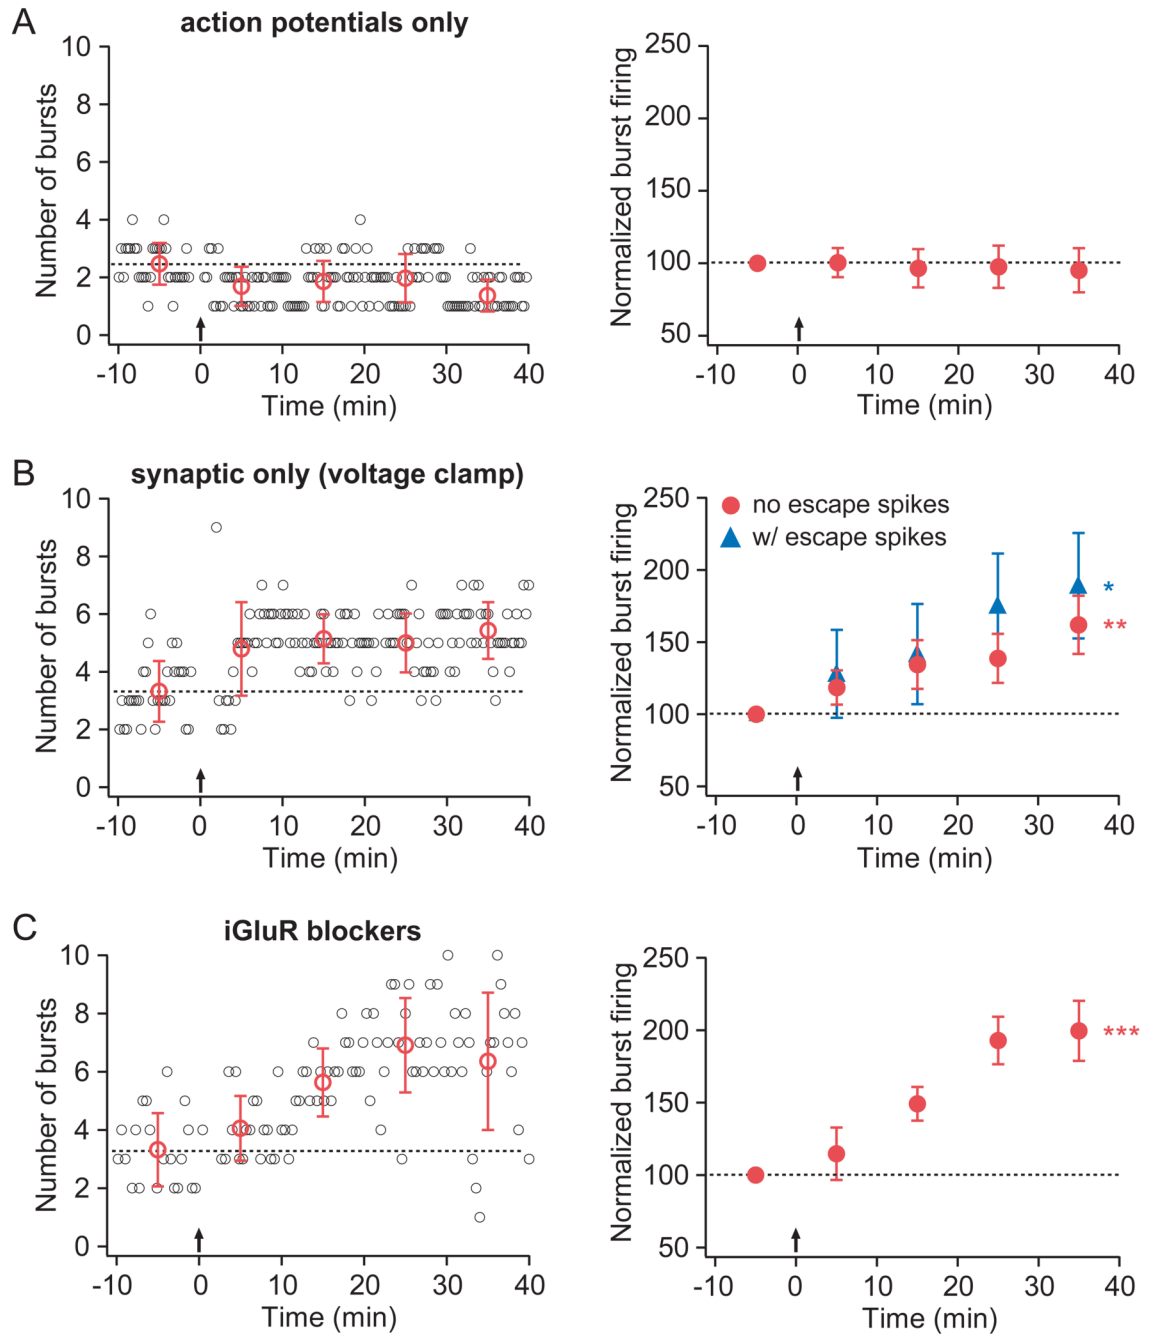 A
action potentials only
Number of bursts
10
8
6
4
2
0
-10 0 10 20 30 40
Time (min)
Normalized burst firing
250
200
150
100
50
-10 0 10 20 30 40
Time (min)
B
synaptic only (voltage clamp)
Number of bursts
10
8
6
4
2
0
-10 0 10 20 30 40
Time (min)
Normalized burst firing
250
200
150
100
50
no escape spikes
w/ escape spikes
*
**
-10 0 10 20 30 40
Time (min)
C
iGluR blockers
Number of bursts
10
8
6
4
2
0
-10 0 10 20 30 40
Time (min)
Normalized burst firing
250
200
150
100
50
***
-10 0 10 20 30 40
Time (min)